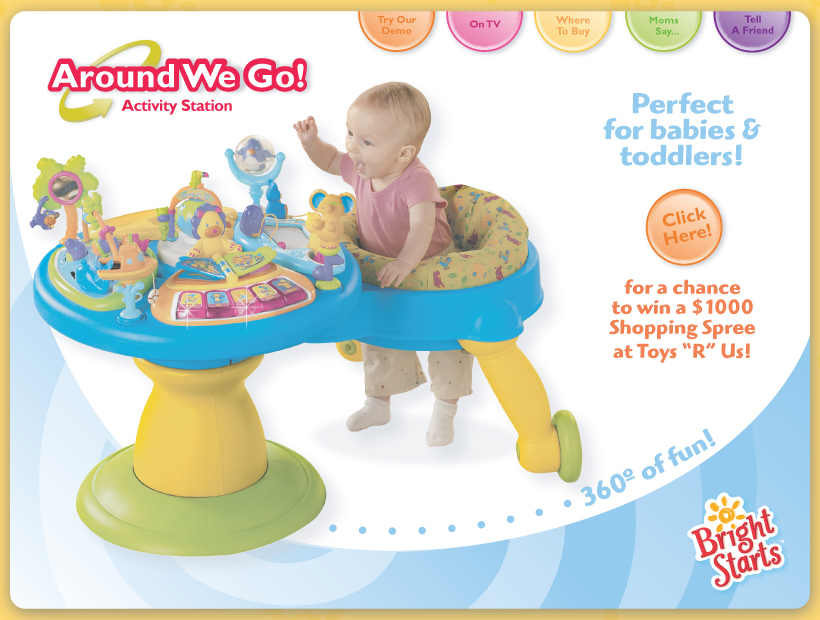 Try Our
Demo
On TV
Where
To Buy
Moms
Say...
Tell
A Friend
Around We Go!
Activity Station
Perfect
for babies &
toddlers!
Click
Here!
for a chance
to win a $1000
Shopping Spree
at Toys "R" Us!
360º of fun!
Bright
Starts